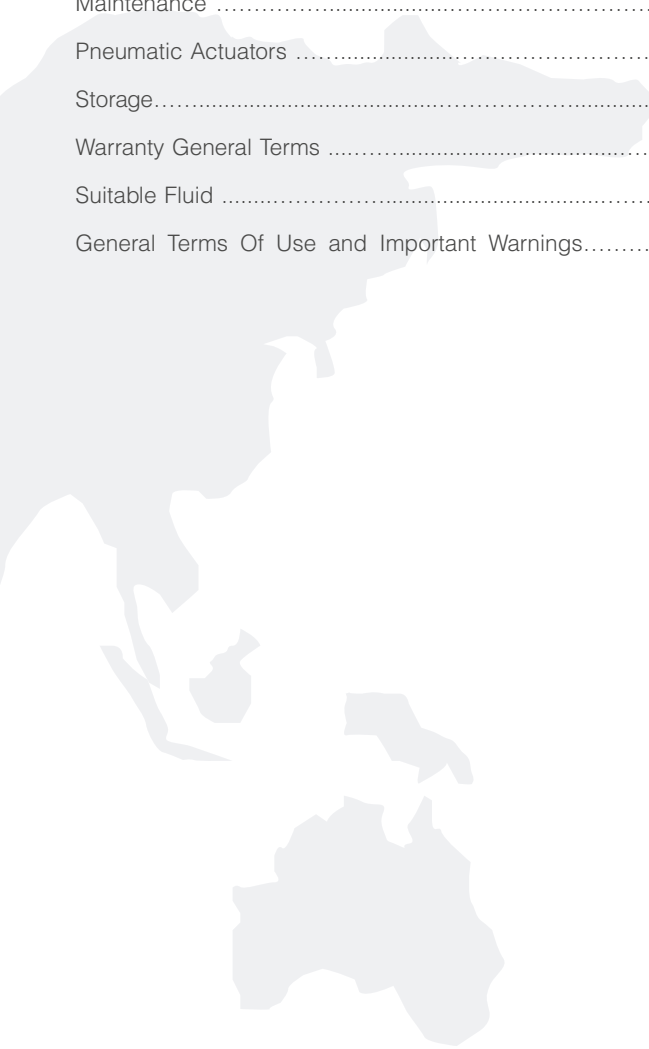 Maintenance ……………......................………………………………
Pneumatic Actuators ……....................………………………….
Storage…….......................................…………………............
Warranty General Terms ....……......................................…..
Suitable Fluid .........…………….....................................…….
General Terms Of Use and Important Warnings………